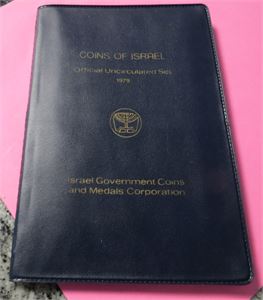 COINS OF ISRAEL
Official Uncirculated Set
1979
Israel Government Coins
and Medals Corporation